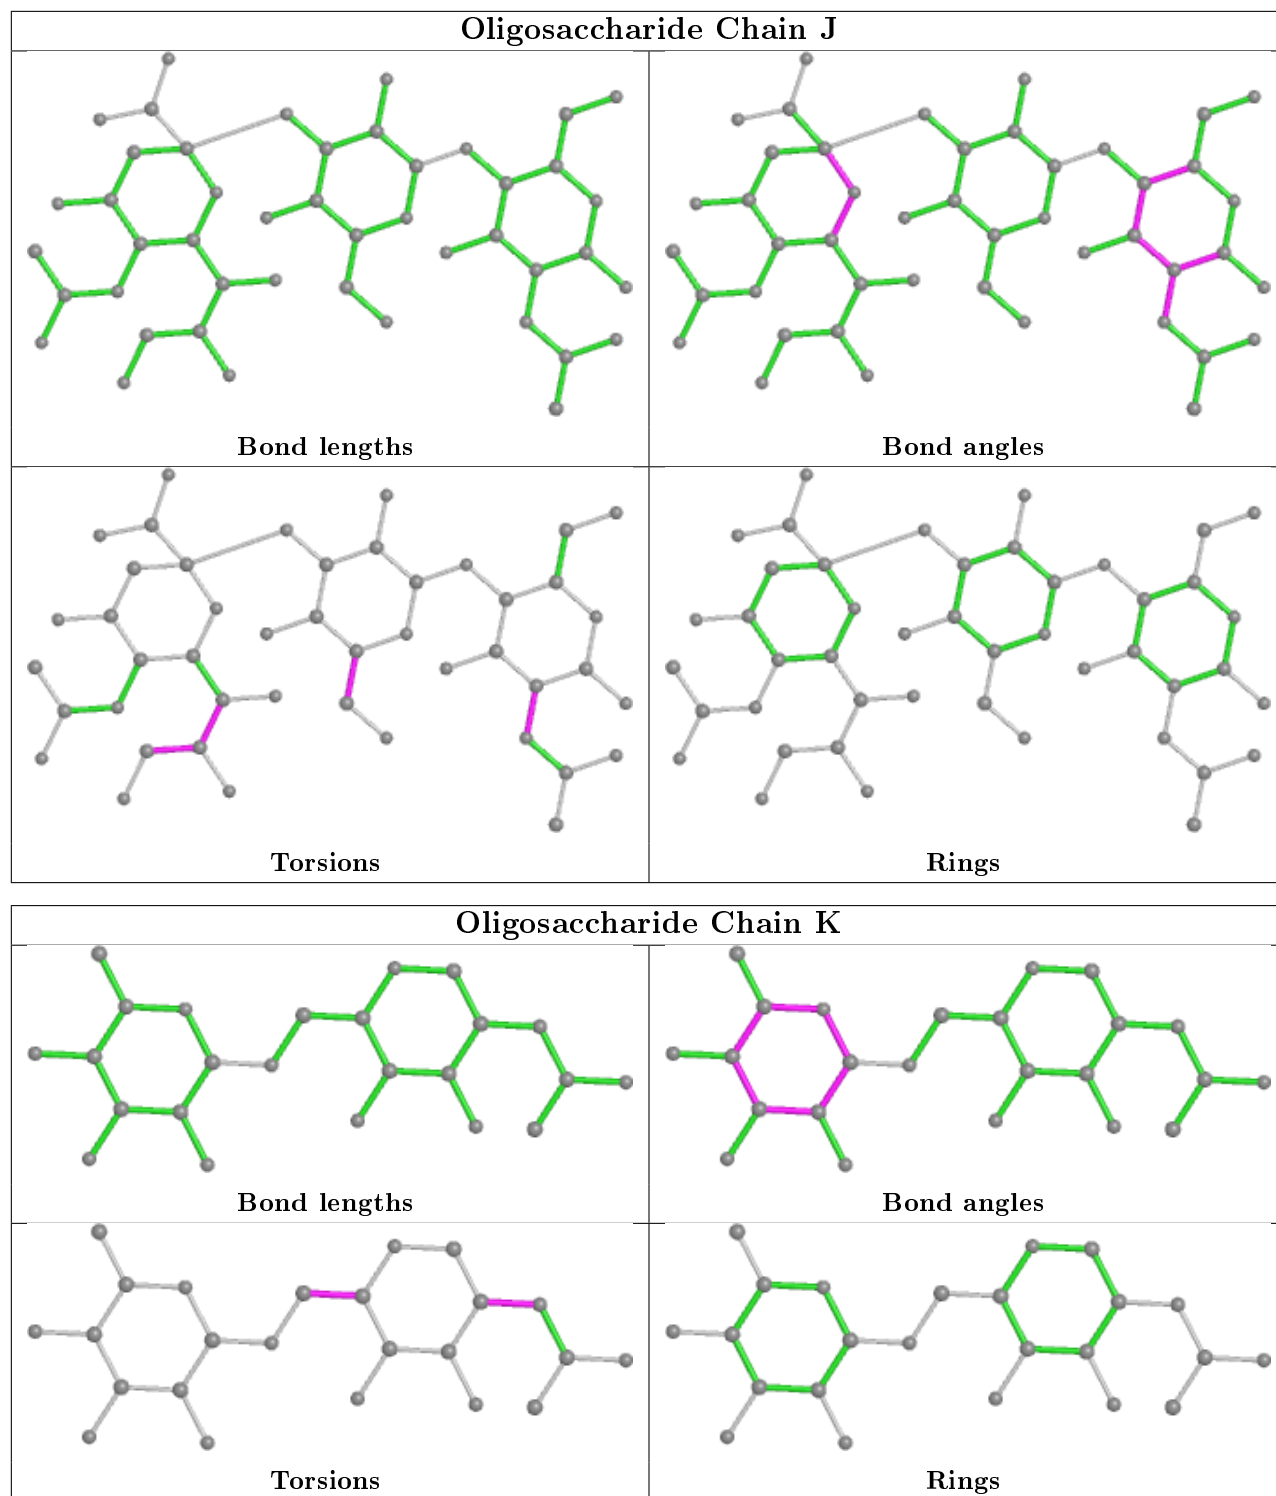 Oligosaccharide Chain J
Bond lengths
Bond angles
Torsions
Rings
Oligosaccharide Chain K
Bond lengths
Bond angles
Torsions
Rings